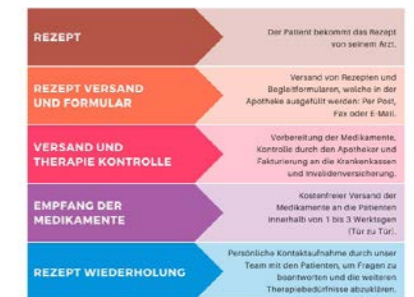 REZEPT
Der Patient bekommt das Rezept
von seinem Arzt.
REZEPT VERSAND
UND FORMULAR
Versand von Rezepten und
Begleitformularen, welche in der
Apotheke ausgefüllt werden: Per Post,
Fax oder E-Mail.
VERSAND UND
THERAPIE KONTROLLE
Vorbereitung der Medikamente,
Kontrolle durch den Apotheker und
Fakturierung an die Krankenkassen
und Invalidenversicherung.
EMPFANG DER
MEDIKAMENTE
Kostenfreier Versand der
Medikamente an die Patienten
innerhalb von 1 bis 3 Werktagen
(Tür zu Tür).
REZEPT WIEDERHOLUNG
Persönliche Kontaktaufnahme durch unser
Team mit den Patienten, um Fragen zu
beantworten und die weiteren
Therapiebedürfnisse abzuklären.